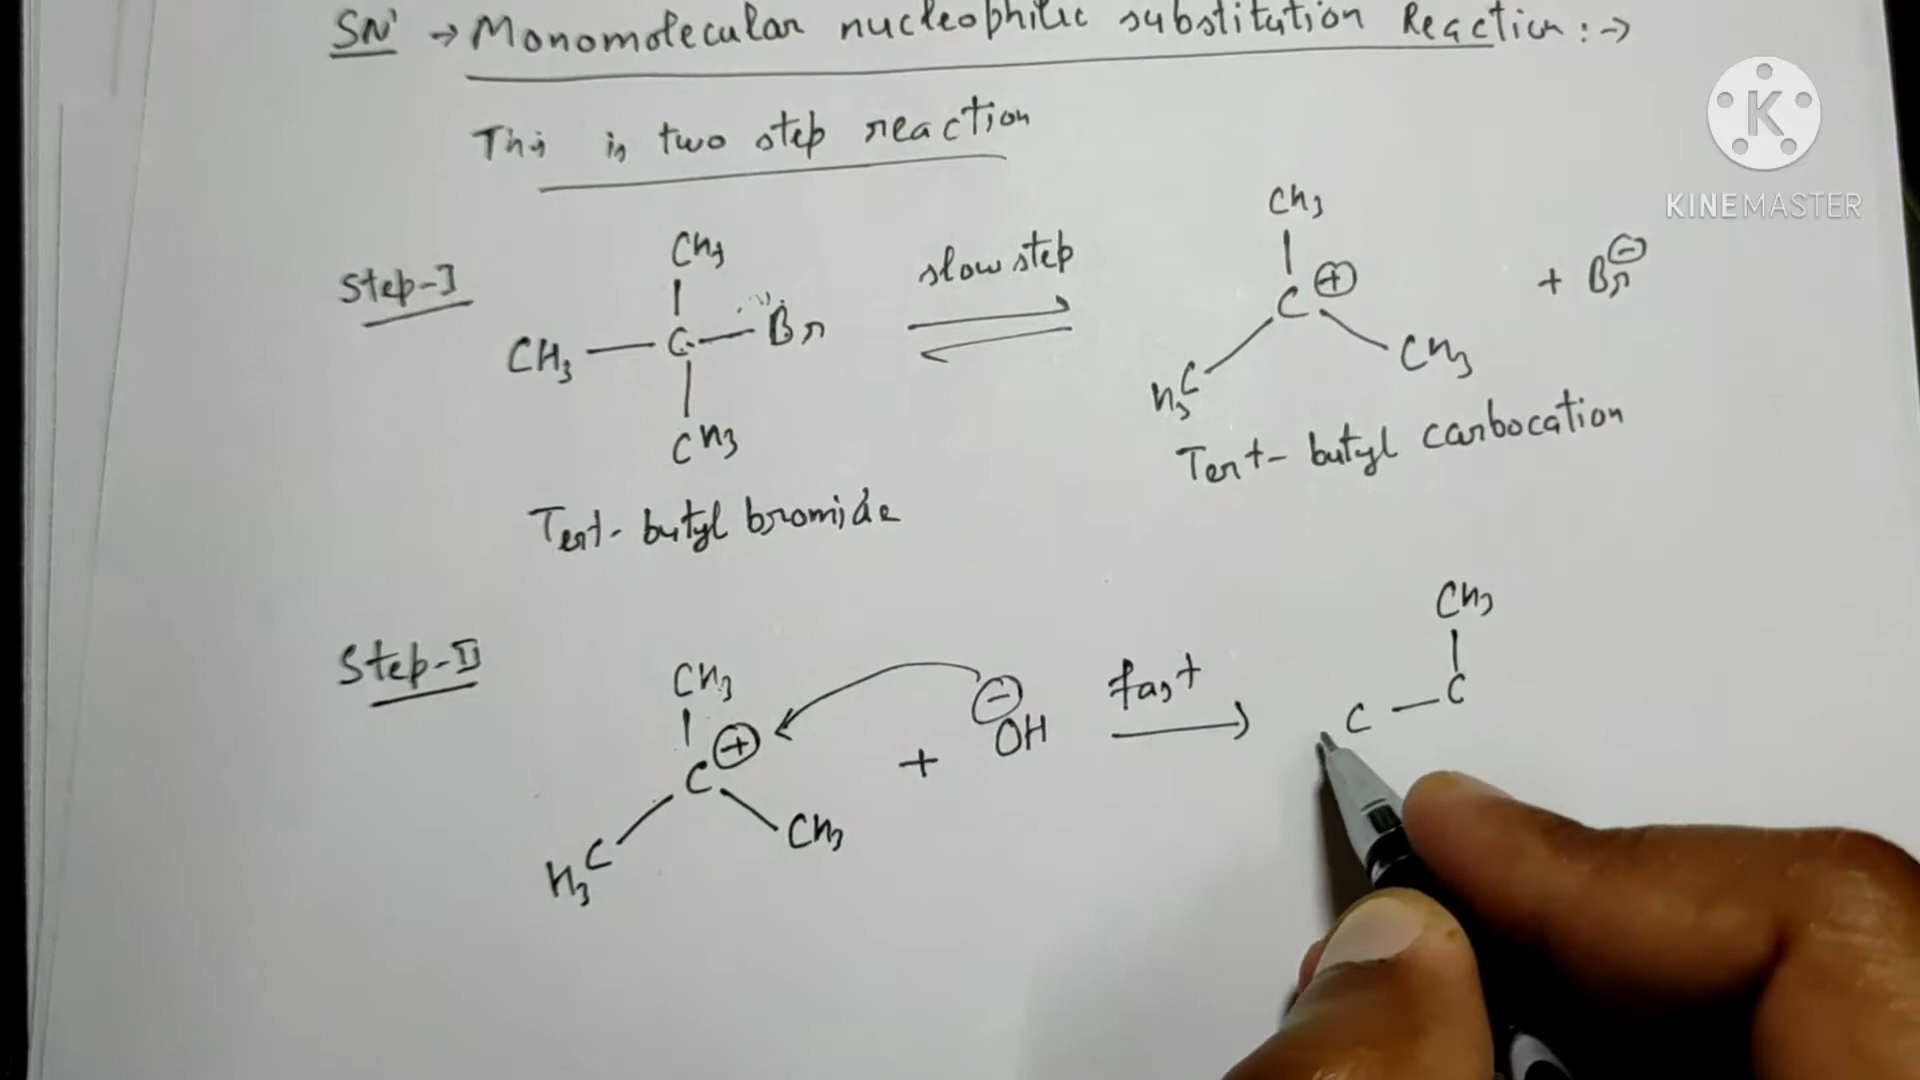 SN¹ → Monomolecular nucleophilic substitution Reaction :→
K
KINEMASTER
This is two step reaction
Step-I
CH3
CH3 — C — Br
CH3
slow step
CH3
C ⊕
H3C
CH3
+ Br ⊖
Tert-butyl bromide
Tert-butyl carbocation
Step-II
CH3
C ⊕
H3C
CH3
+ ⊖OH
fast
CH3
C — C